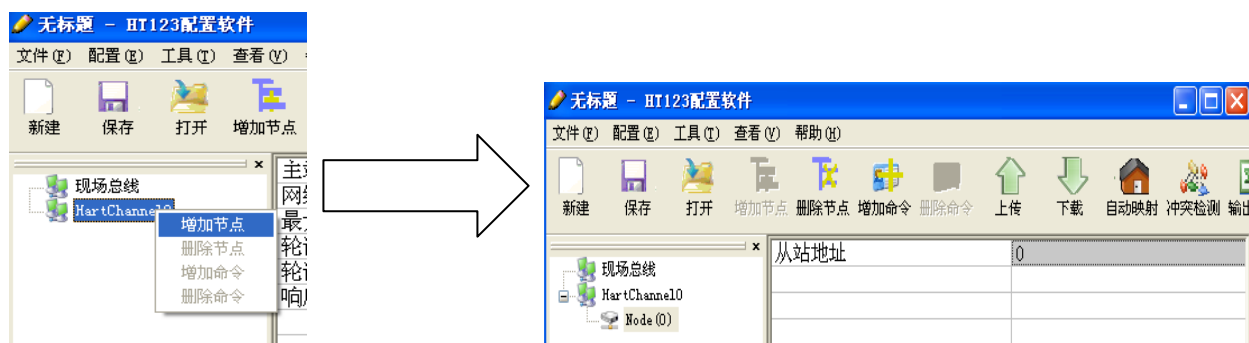 无标题 - HT123配置软件
文件(F) 配置(E) 工具(T) 查看(V)
新建 保存 打开 增加节点
现场总线
HartChannel0
增加节点
删除节点
增加命令
删除命令
主
网
最
轮
轮
响
无标题 - HT123配置软件
文件(F) 配置(E) 工具(T) 查看(V) 帮助(H)
新建 保存 打开 增加节点 删除节点 增加命令 删除命令 上传 下载 自动映射 冲突检测 输出
现场总线
HartChannel0
Node(0)
从站地址 0